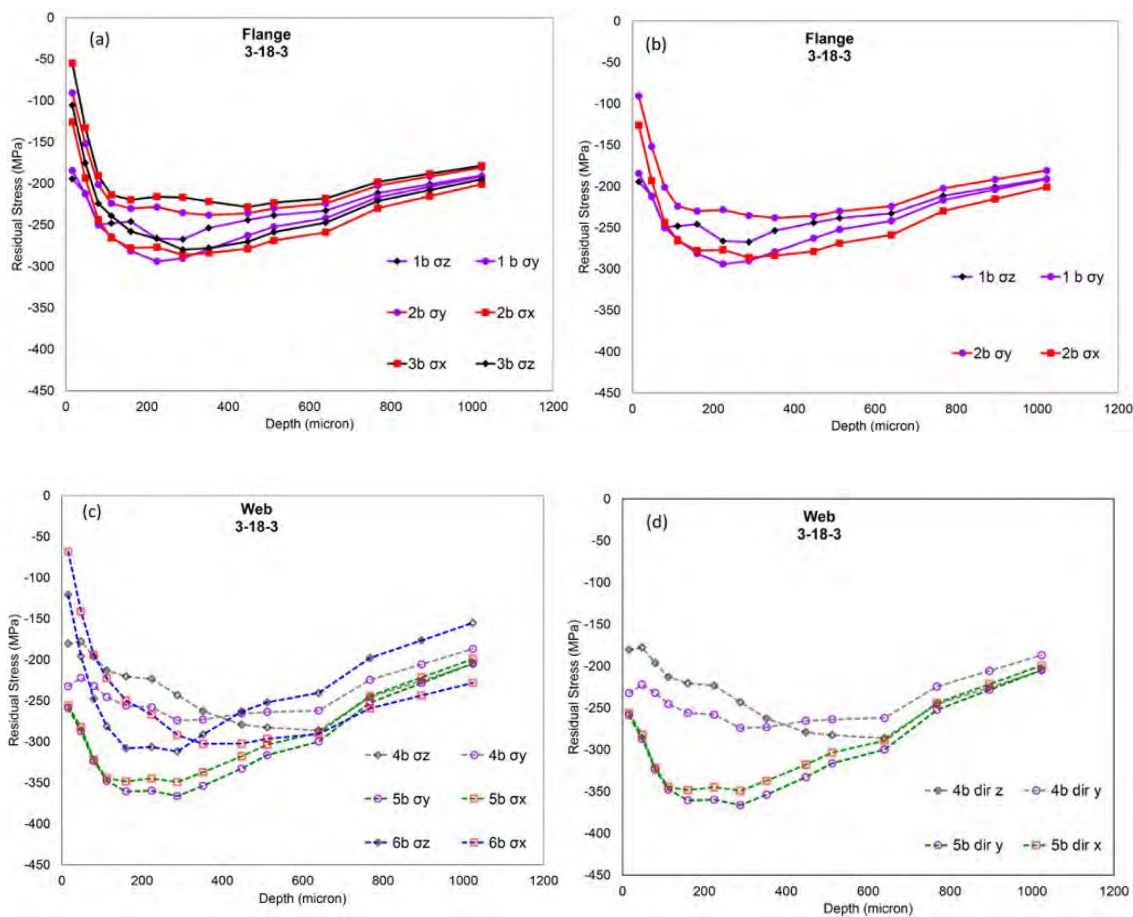 (a)
Flange
3-18-3
0
-50
-100
-150
-200
-250
-300
-350
-400
-450
Residual Stress (MPa)
1b σz
1 b σy
2b σy
2b σx
3b σx
3b σz
0 200 400 600 800 1000 1200
Depth (micron)
(b)
Flange
3-18-3
0
-50
-100
-150
-200
-250
-300
-350
-400
-450
Residual Stress (MPa)
1b σz
1 b σy
2b σy
2b σx
0 200 400 600 800 1000 1200
Depth (micron)
(c)
Web
3-18-3
0
-50
-100
-150
-200
-250
-300
-350
-400
-450
Residual Stress (MPa)
4b σz
4b σy
5b σy
5b σx
6b σz
6b σx
0 200 400 600 800 1000 1200
Depth (micron)
(d)
Web
3-18-3
0
-50
-100
-150
-200
-250
-300
-350
-400
-450
Residual Stress (MPa)
4b dir z
4b dir y
5b dir y
5b dir x
0 200 400 600 800 1000 1200
Depth (micron)